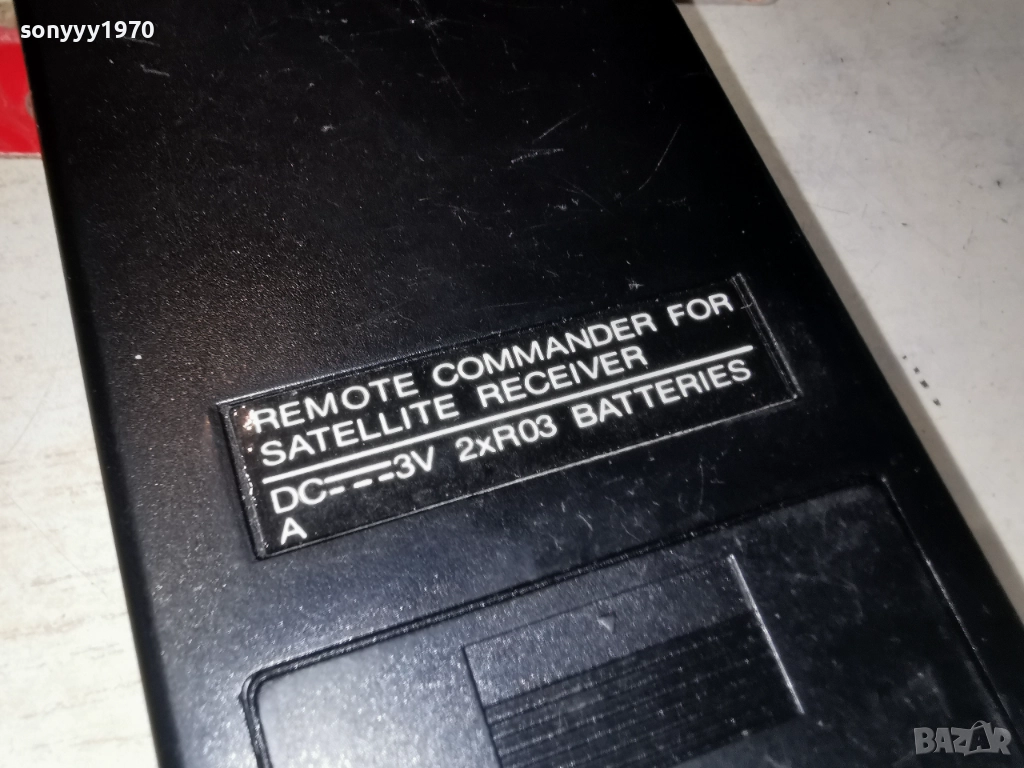 sonyyy1970
REMOTE COMMANDER FOR
SATELLITE RECEIVER
DC⎓3V 2xR03 BATTERIES
A
BAZAR